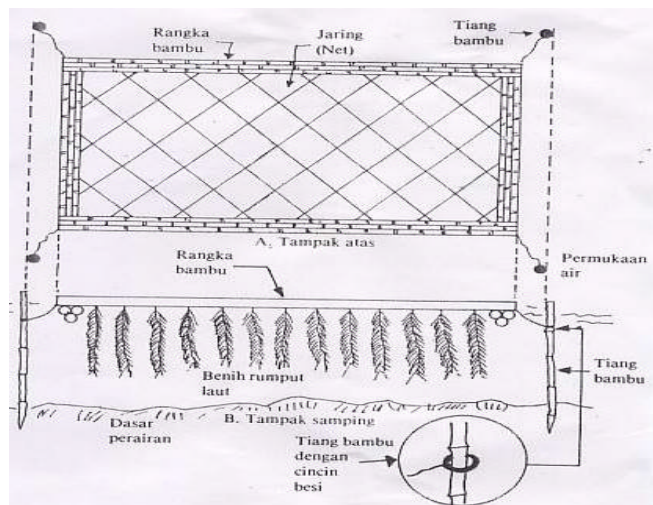 Rangka
bambu
Jaring
(Net)
Tiang
bambu
A. Tampak atas
Rangka
bambu
Permukaan
air
Benih rumput
laut
Tiang
bambu
Dasar
perairan
B. Tampak samping
Tiang bambu
dengan
cincin
besi